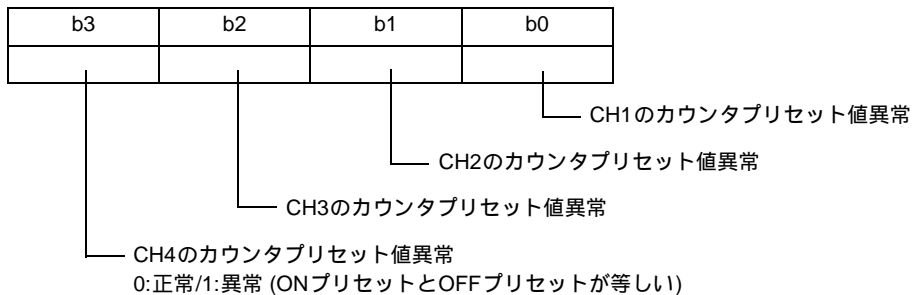 b3 b2 b1 b0
CH1のカウンタプリセット値異常
CH2のカウンタプリセット値異常
CH3のカウンタプリセット値異常
CH4のカウンタプリセット値異常
0:正常/1:異常 (ONプリセットとOFFプリセットが等しい)